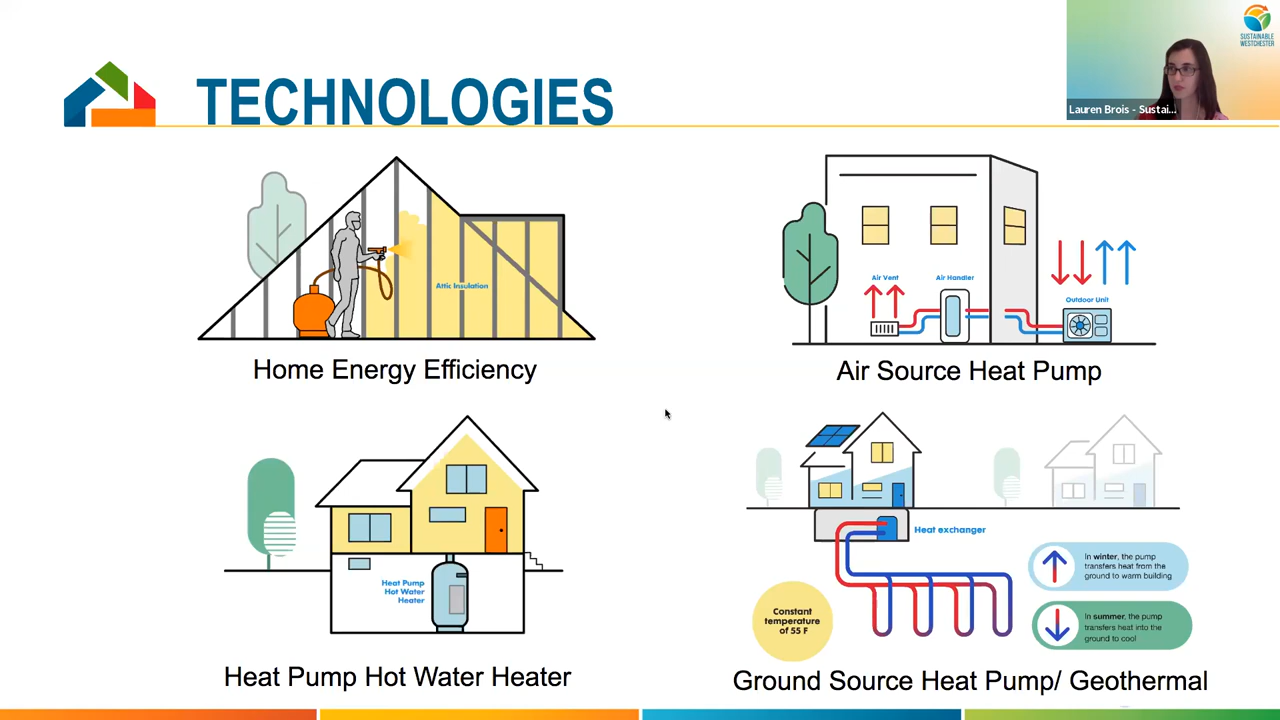 SUSTAINABLE
WESTCHESTER
Lauren Brois - Sustai...
TECHNOLOGIES
Attic Insulation
Home Energy Efficiency
Air Vent
Air Handler
Outdoor Unit
Air Source Heat Pump
Heat Pump
Hot Water
Heater
Heat Pump Hot Water Heater
Heat exchanger
In winter, the pump
transfers heat from the
ground to warm building
Constant
temperature
of 55 F
In summer, the pump
transfers heat into the
ground to cool
Ground Source Heat Pump/ Geothermal